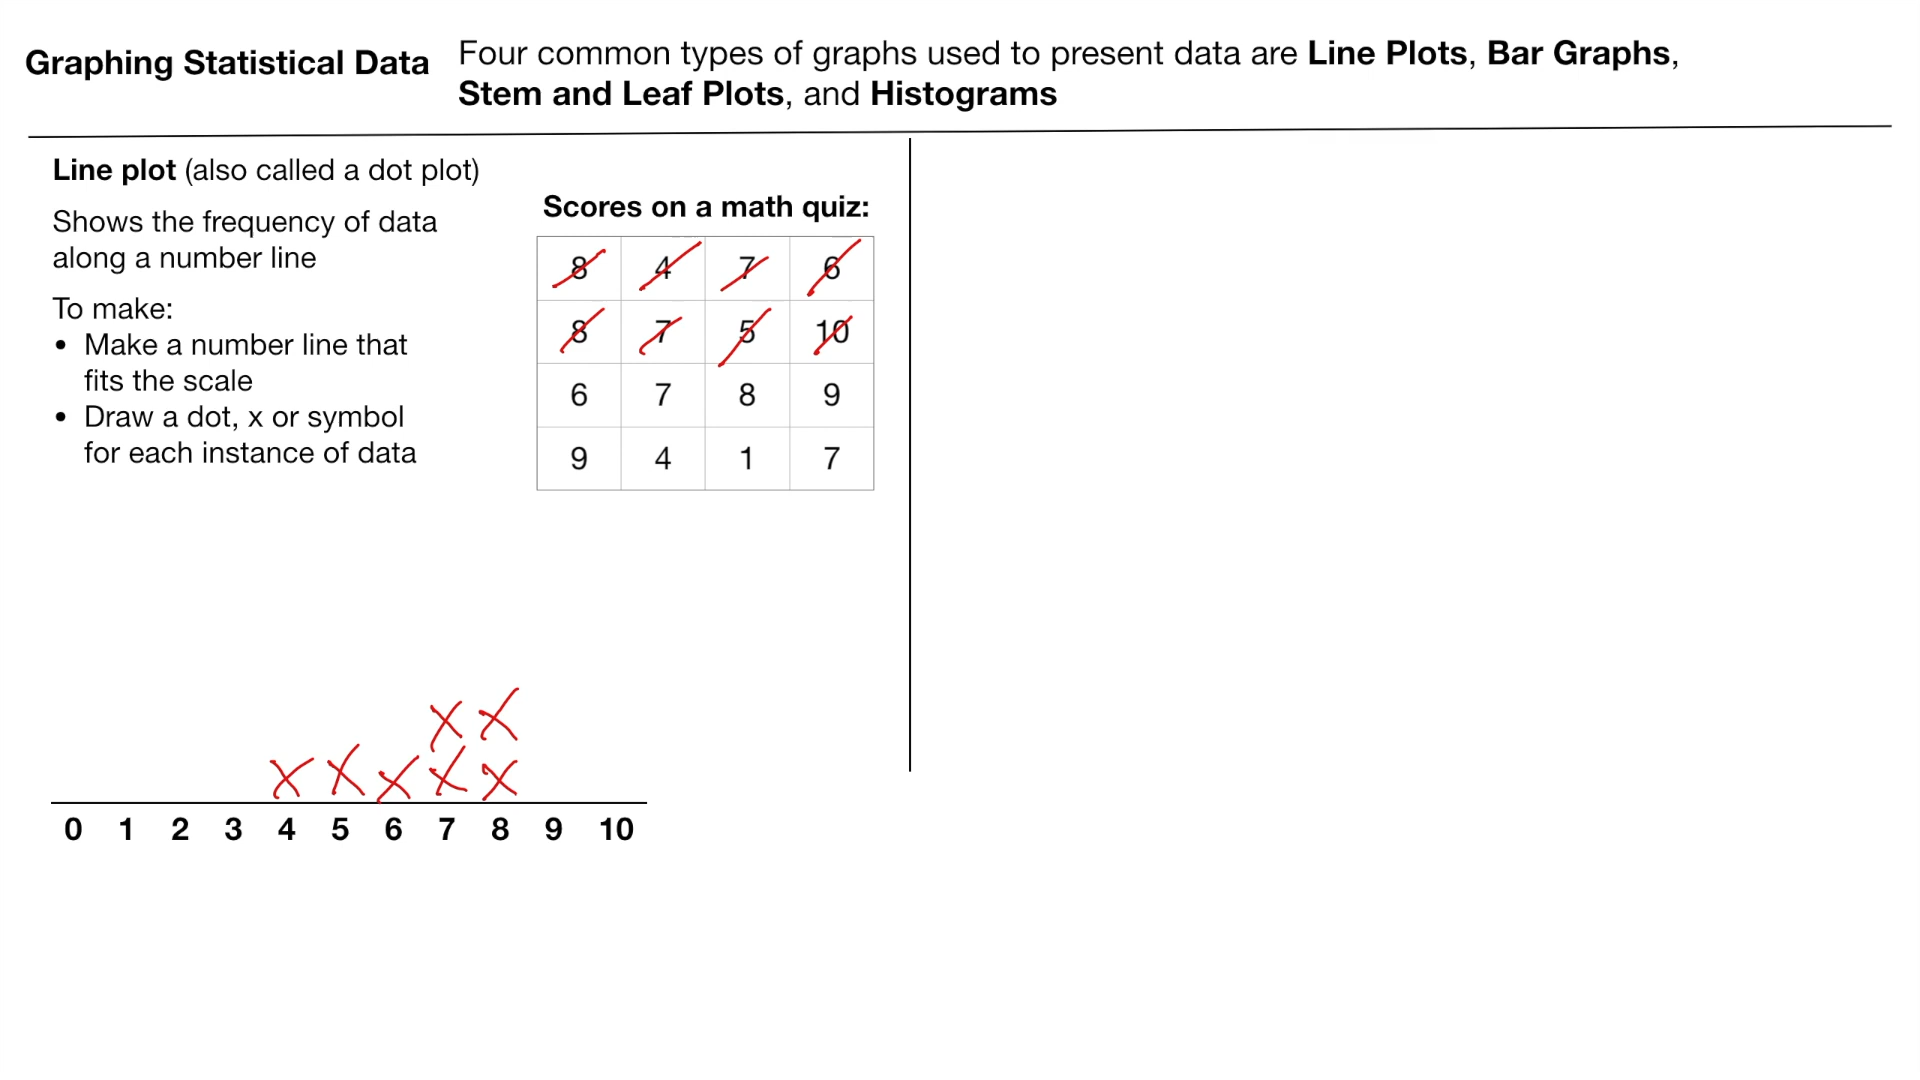 Graphing Statistical Data
Four common types of graphs used to present data are Line Plots, Bar Graphs,
Stem and Leaf Plots, and Histograms
Line plot (also called a dot plot)
Shows the frequency of data
along a number line
To make:
• Make a number line that
fits the scale
• Draw a dot, x or symbol
for each instance of data
Scores on a math quiz:
8 4 7 6
8 7 5 10
6 7 8 9
9 4 1 7
x x
x x x x x
0 1 2 3 4 5 6 7 8 9 10